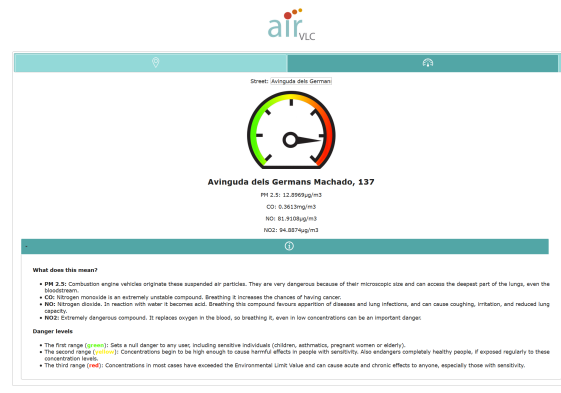 air VLC
Street: Avinguda dels German
Avinguda dels Germans Machado, 137
PM 2.5: 12.8969µg/m3
CO: 0.3613mg/m3
NO: 81.9108µg/m3
NO2: 94.8874µg/m3
What does this mean?
• PM 2.5: Combustion engine vehicles originate these suspended air particles. They are very dangerous because of their microscopic size and can access the deepest part of the lungs, even the
bloodstream.
• CO: Nitrogen monoxide is an extremely unstable compound. Breathing it increases the chances of having cancer.
• NO: Nitrogen dioxide. In reaction with water it becomes acid. Breathing this compound favours apparition of diseases and lung infections, and can cause coughing, irritation, and reduced lung
capacity.
• NO2: Extremely dangerous compound. It replaces oxygen in the blood, so breathing it, even in low concentrations can be an important danger.
Danger levels
• The first range (green): Sets a null danger to any user, including sensitive individuals (children, asthmatics, pregnant women or elderly).
• The second range (yellow): Concentrations begin to be high enough to cause harmful effects in people with sensitivity. Also endangers completely healthy people, if exposed regularly to these
concentration levels.
• The third range (red): Concentrations in most cases have exceeded the Environmental Limit Value and can cause acute and chronic effects to anyone, especially those with sensitivity.